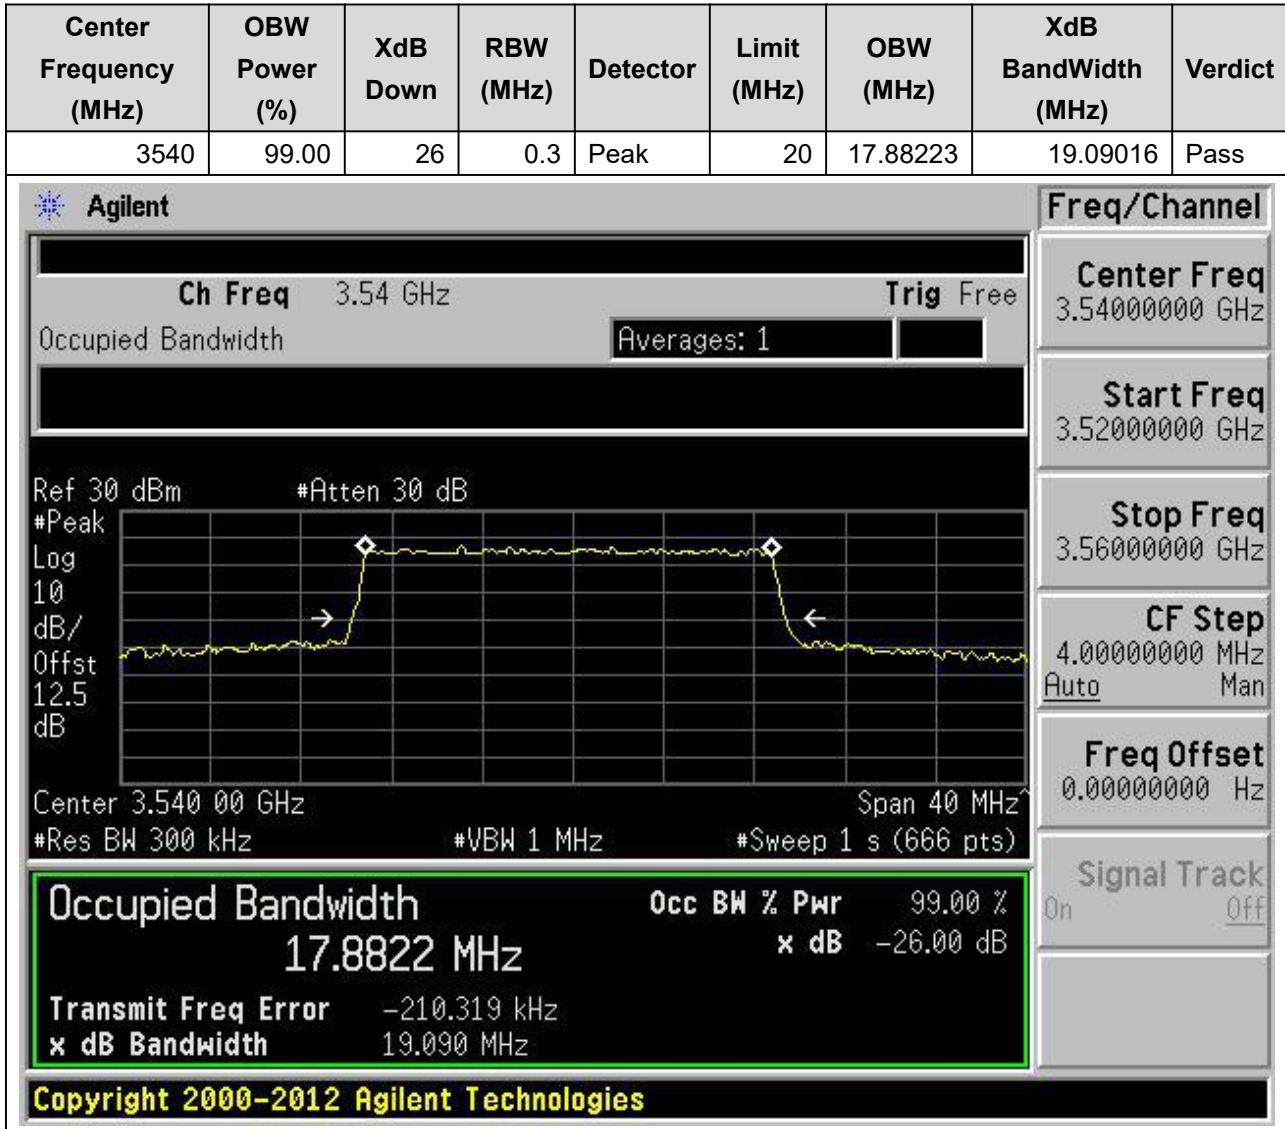 Center Frequency (MHz) OBW Power (%) XdB Down RBW (MHz) Detector Limit (MHz) OBW (MHz) XdB BandWidth (MHz) Verdict
3540 99.00 26 0.3 Peak 20 17.88223 19.09016 Pass
Agilent
Freq/Channel
Ch Freq 3.54 GHz Trig Free
Occupied Bandwidth Averages: 1
Center Freq
3.54000000 GHz
Start Freq
3.52000000 GHz
Stop Freq
3.56000000 GHz
CF Step
4.00000000 MHz
Auto Man
Freq Offset
0.00000000 Hz
Signal Track
On Off
Ref 30 dBm #Atten 30 dB
#Peak
Log
10
dB/
Offst
12.5
dB
Center 3.540 00 GHz Span 40 MHz^
#Res BW 300 kHz #VBW 1 MHz #Sweep 1 s (666 pts)
Occupied Bandwidth Occ BW % Pwr 99.00 %
17.8822 MHz x dB -26.00 dB
Transmit Freq Error -210.319 kHz
x dB Bandwidth 19.090 MHz
Copyright 2000-2012 Agilent Technologies